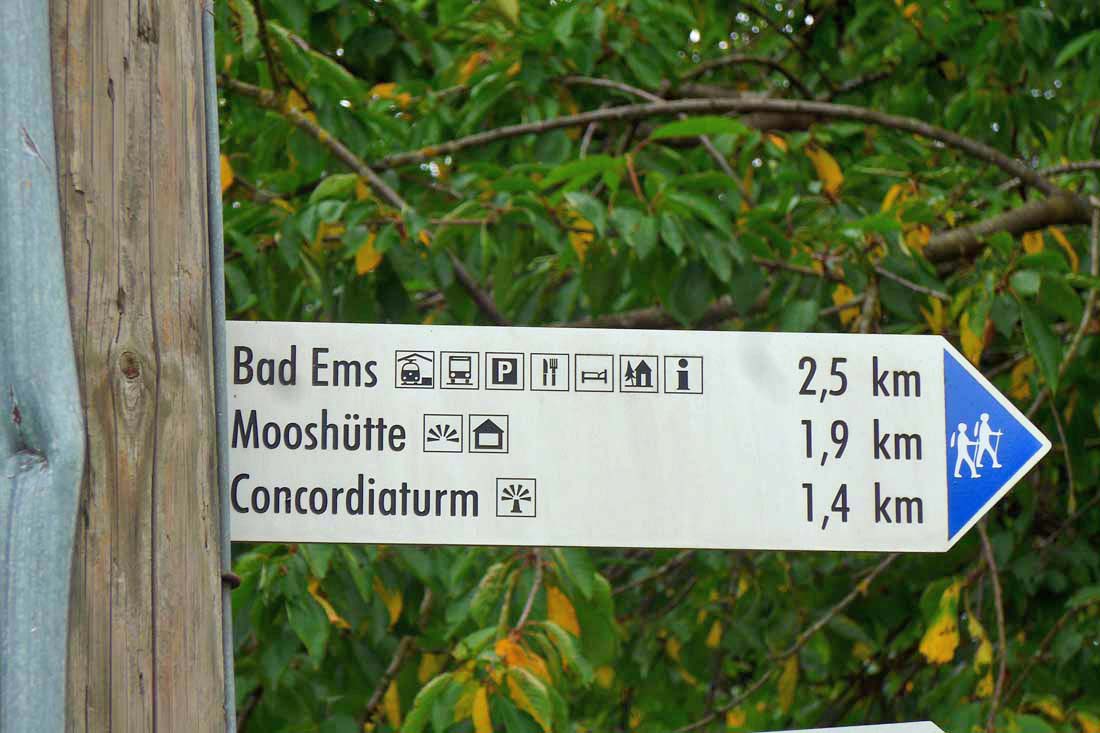 Bad Ems P i 2,5 km
Mooshütte 1,9 km
Concordiaturm 1,4 km